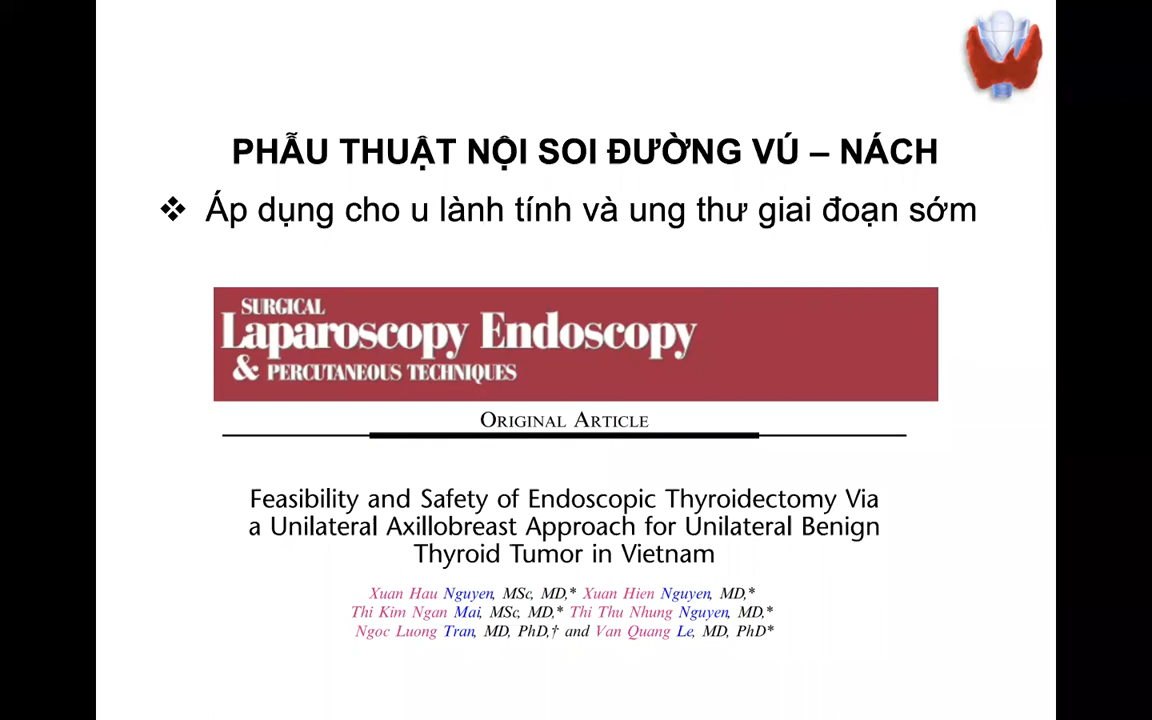 PHẪU THUẬT NỘI SOI ĐƯỜNG VÚ – NÁCH
❖ Áp dụng cho u lành tính và ung thư giai đoạn sớm
SURGICAL
Laparoscopy Endoscopy
& PERCUTANEOUS TECHNIQUES
ORIGINAL ARTICLE
Feasibility and Safety of Endoscopic Thyroidectomy Via
a Unilateral Axillobreast Approach for Unilateral Benign
Thyroid Tumor in Vietnam
Xuan Hau Nguyen, MSc, MD,* Xuan Hien Nguyen, MD,*
Thi Kim Ngan Mai, MSc, MD,* Thi Thu Nhung Nguyen, MD,*
Ngoc Luong Tran, MD, PhD,† and Van Quang Le, MD, PhD*